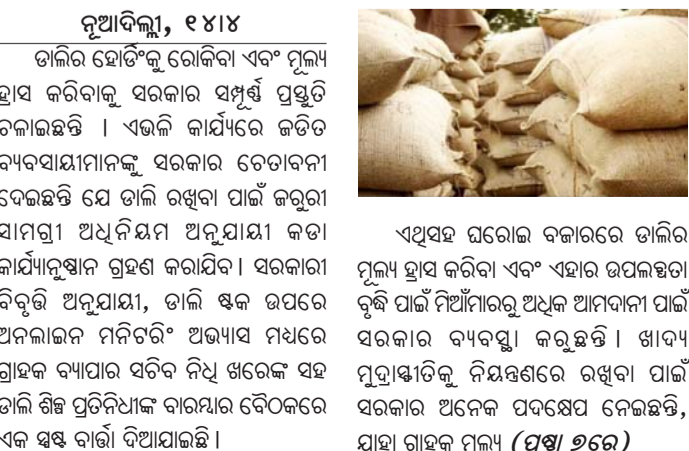 ନୂଆଦିଲ୍ଲୀ, ୧୪।୪
ଡାଲିର ହୋର୍ଡିଂକୁ ରୋକିବା ଏବଂ ମୂଲ୍ୟ
ହ୍ରାସ କରିବାକୁ ସରକାର ସମ୍ପୂର୍ଣ୍ଣ ପ୍ରସ୍ତୁତି
ଚଳାଇଛନ୍ତି । ଏଭଳି କାର୍ଯ୍ୟରେ ଜଡିତ
ବ୍ୟବସାୟୀମାନଙ୍କୁ ସରକାର ଚେତାବନୀ
ଦେଇଛନ୍ତି ଯେ ଡାଲି ରଖିବା ପାଇଁ ଜରୁରୀ
ସାମଗ୍ରୀ ଅଧିନିୟମ ଅନୁଯାୟୀ କଡା
କାର୍ଯ୍ୟାନୁଷ୍ଠାନ ଗ୍ରହଣ କରାଯିବ। ସରକାରୀ
ବିବୃତ୍ତି ଅନୁଯାୟୀ, ଡାଲି ଷ୍ଟକ ଉପରେ
ଅନଲାଇନ ମନିଟରିଂ ଅଭ୍ୟାସ ମଧ୍ୟରେ
ଗ୍ରାହକ ବ୍ୟାପାର ସଚିବ ନିଧି ଖରେଙ୍କ ସହ
ଡାଲି ଶିଳ୍ପ ପ୍ରତିନିଧୀଙ୍କ ବାରମ୍ୱାର ବୈଠକରେ
ଏକ ସ୍ପଷ୍ଟ ବାର୍ତ୍ତା ଦିଆଯାଇଛି।
ଏଥିସହ ଘରୋଇ ବଜାରରେ ଡାଲିର
ମୂଲ୍ୟ ହ୍ରାସ କରିବା ଏବଂ ଏହାର ଉପଲବ୍ଧତା
ବୃଦ୍ଧି ପାଇଁ ମିଆଁମାରରୁ ଅଧିକ ଆମଦାନୀ ପାଇଁ
ସରକାର ବ୍ୟବସ୍ଥା କରୁଛନ୍ତି। ଖାଦ୍ୟ
ମୁଦ୍ରାସ୍ଫୀତିକୁ ନିୟନ୍ତ୍ରଣରେ ରଖିବା ପାଇଁ
ସରକାର ଅନେକ ପଦକ୍ଷେପ ନେଇଛନ୍ତି,
ଯାହା ଗ୍ରାହକ ମୂଲ୍ୟ (ପୃଷ୍ଠା ୭ରେ)